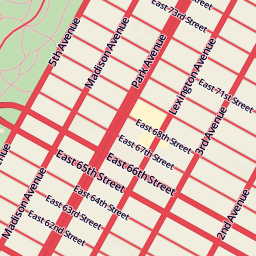 East 73rd Street
5th Avenue
Madison Avenue
Park Avenue
Lexington Avenue
East 71st Street
East 68th Street
East 67th Street
3rd Avenue
East 66th Street
East 65th Street
East 64th Street
Madison Avenue
East 63rd Street
East 62nd Street
2nd Avenue